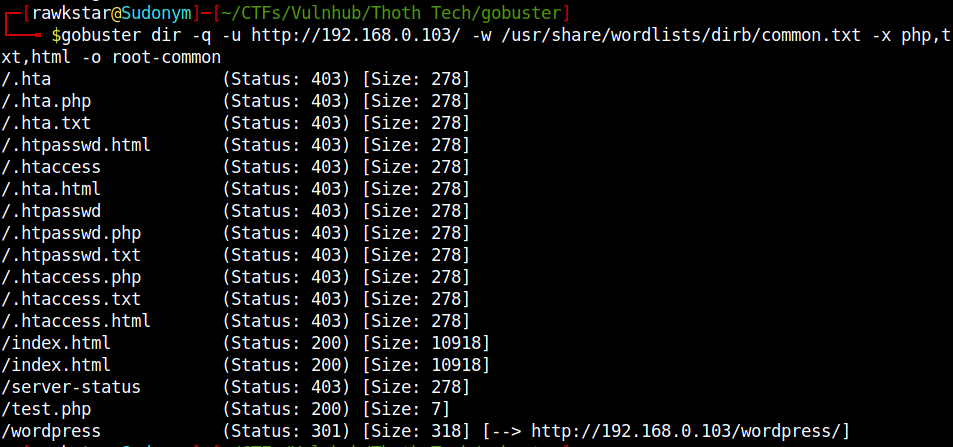 ┌─[rawkstar@Sudonym]─[~/CTFs/Vulnhub/Thoth Tech/gobuster]
└──╼ $gobuster dir -q -u http://192.168.0.103/ -w /usr/share/wordlists/dirb/common.txt -x php,t
xt,html -o root-common
/.hta                 (Status: 403) [Size: 278]
/.hta.php             (Status: 403) [Size: 278]
/.hta.txt             (Status: 403) [Size: 278]
/.htpasswd.html       (Status: 403) [Size: 278]
/.htaccess            (Status: 403) [Size: 278]
/.hta.html            (Status: 403) [Size: 278]
/.htpasswd            (Status: 403) [Size: 278]
/.htpasswd.php        (Status: 403) [Size: 278]
/.htpasswd.txt        (Status: 403) [Size: 278]
/.htaccess.php        (Status: 403) [Size: 278]
/.htaccess.txt        (Status: 403) [Size: 278]
/.htaccess.html       (Status: 403) [Size: 278]
/index.html           (Status: 200) [Size: 10918]
/index.html           (Status: 200) [Size: 10918]
/server-status        (Status: 403) [Size: 278]
/test.php             (Status: 200) [Size: 7]
/wordpress            (Status: 301) [Size: 318] [--> http://192.168.0.103/wordpress/]